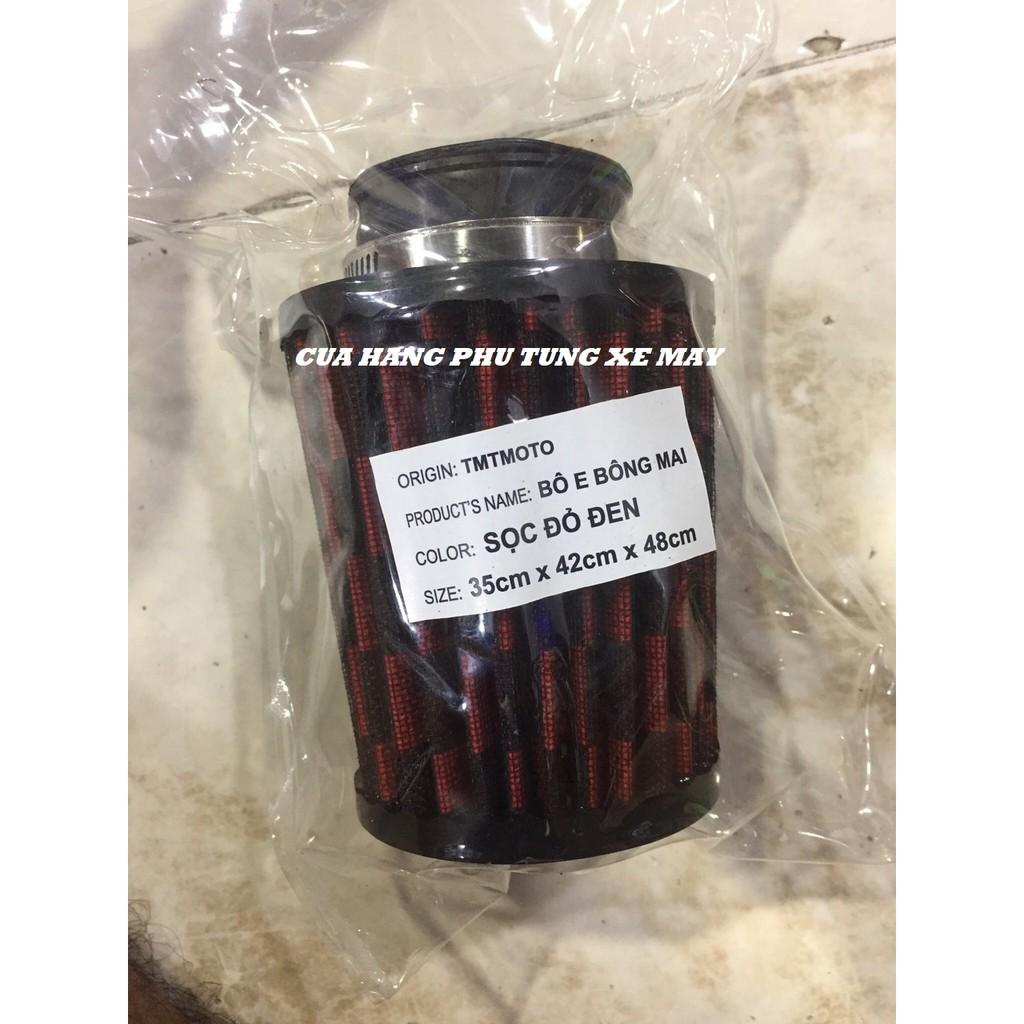 CUA HANG PHU TUNG XE MAY
ORIGIN: TMTMOTO
PRODUCT'S NAME: BÔ E BÔNG MAI
COLOR: SỌC ĐỎ ĐEN
SIZE: 35cm x 42cm x 48cm